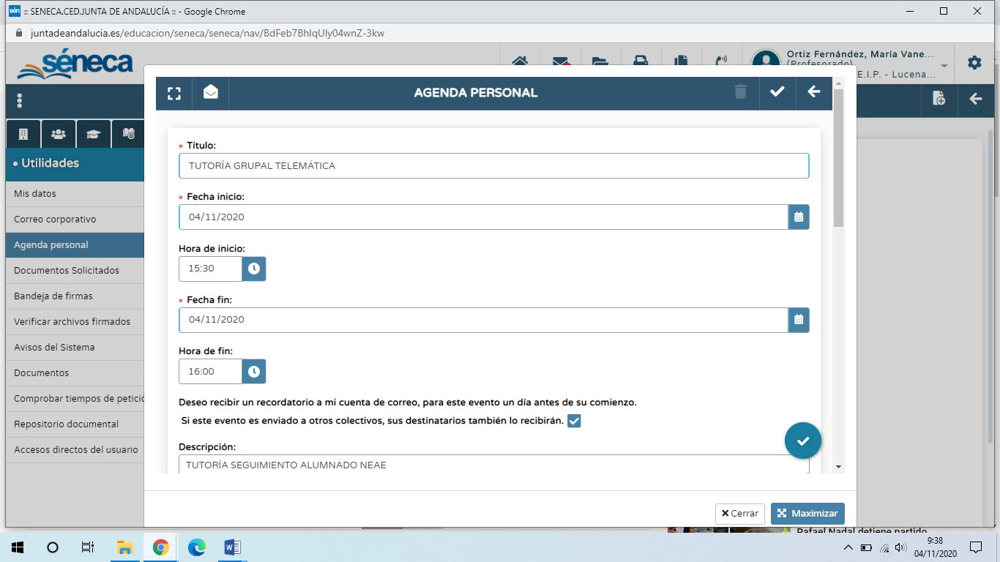 sén :: SENECA.CED.JUNTA DE ANDALUCÍA :: - Google Chrome
juntadeandalucia.es/educacion/seneca/seneca/nav/BdFeb7BhIqUIy04wnZ-3kw
séneca
Ortiz Fernández, María Vane...
(Profesorado)
E.I.P. - Lucena...
AGENDA PERSONAL
• Utilidades
Mis datos
Correo corporativo
Agenda personal
Documentos Solicitados
Bandeja de firmas
Verificar archivos firmados
Avisos del Sistema
Documentos
Comprobar tiempos de petició
Repositorio documental
Accesos directos del usuario
* Título:
TUTORÍA GRUPAL TELEMÁTICA
* Fecha inicio:
04/11/2020
Hora de inicio:
15:30
* Fecha fin:
04/11/2020
Hora de fin:
16:00
Deseo recibir un recordatorio a mi cuenta de correo, para este evento un día antes de su comienzo.
Si este evento es enviado a otros colectivos, sus destinatarios también lo recibirán.
Descripción:
TUTORÍA SEGUIMIENTO ALUMNADO NEAE
Cerrar
Maximizar
Rafael Nadal detiene partido
9:38
04/11/2020